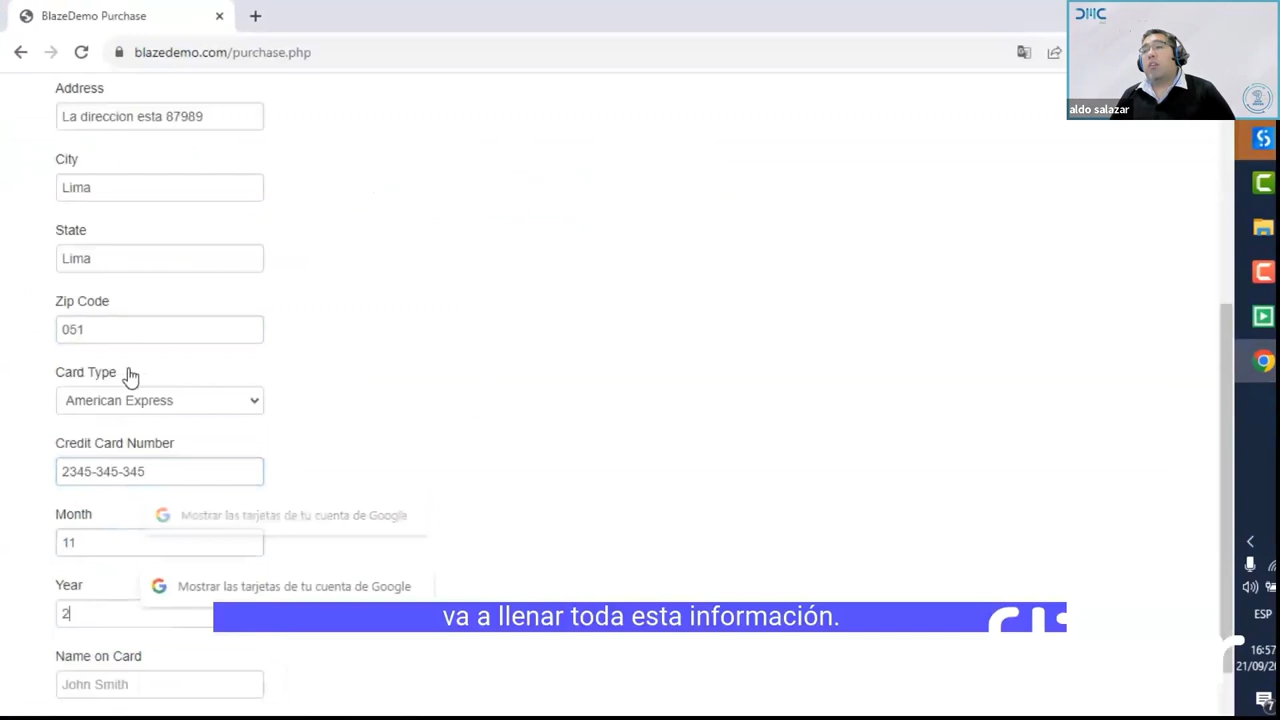 BlazeDemo Purchase
blazedemo.com/purchase.php
DMC
aldo salazar
Address
La direccion esta 87989
City
Lima
State
Lima
Zip Code
051
Card Type
American Express
Credit Card Number
2345-345-345
Mostrar las tarjetas de tu cuenta de Google
Month
11
Mostrar las tarjetas de tu cuenta de Google
Year
2
va a llenar toda esta información.
Name on Card
John Smith
ESP
16:57
21/09/20